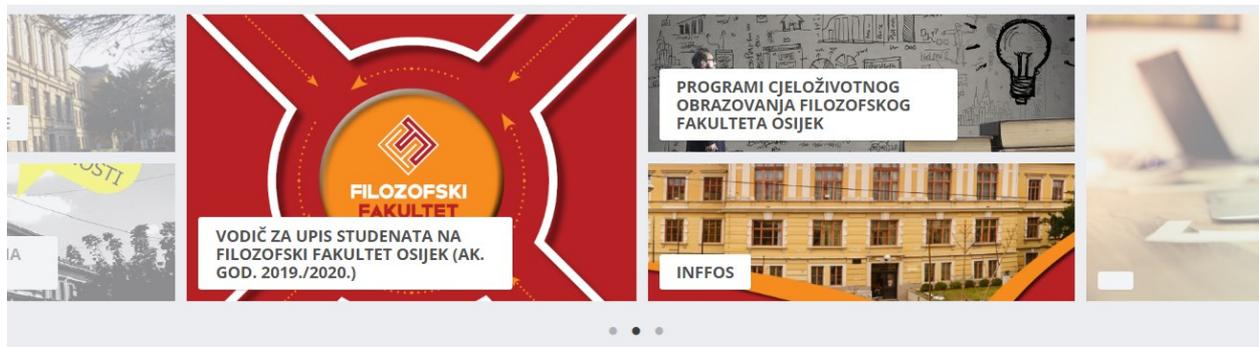 OSTI
FILOZOFSKI
FAKULTET
VODIČ ZA UPIS STUDENATA NA
FILOZOFSKI FAKULTET OSIJEK (AK.
GOD. 2019./2020.)
PROGRAMI CJELOŽIVOTNOG
OBRAZOVANJA FILOZOFSKOG
FAKULTETA OSIJEK
INFFOS